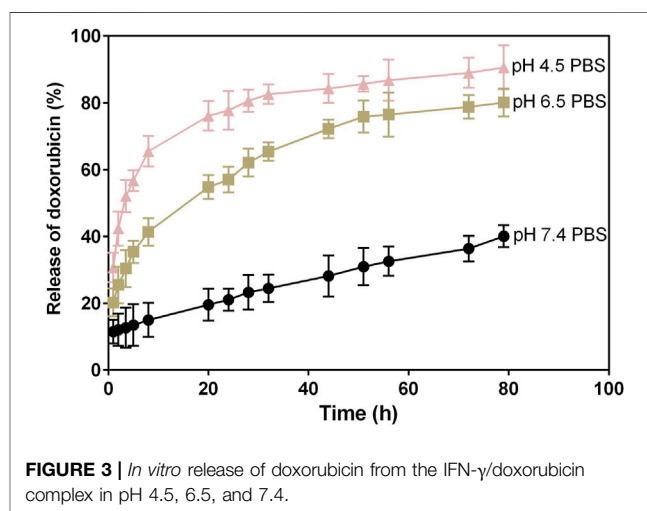 100
80
60
40
20
0
Release of doxorubicin (%)
pH 4.5 PBS
pH 6.5 PBS
pH 7.4 PBS
0 20 40 60 80 100
Time (h)
FIGURE 3 | In vitro release of doxorubicin from the IFN-γ/doxorubicin
complex in pH 4.5, 6.5, and 7.4.